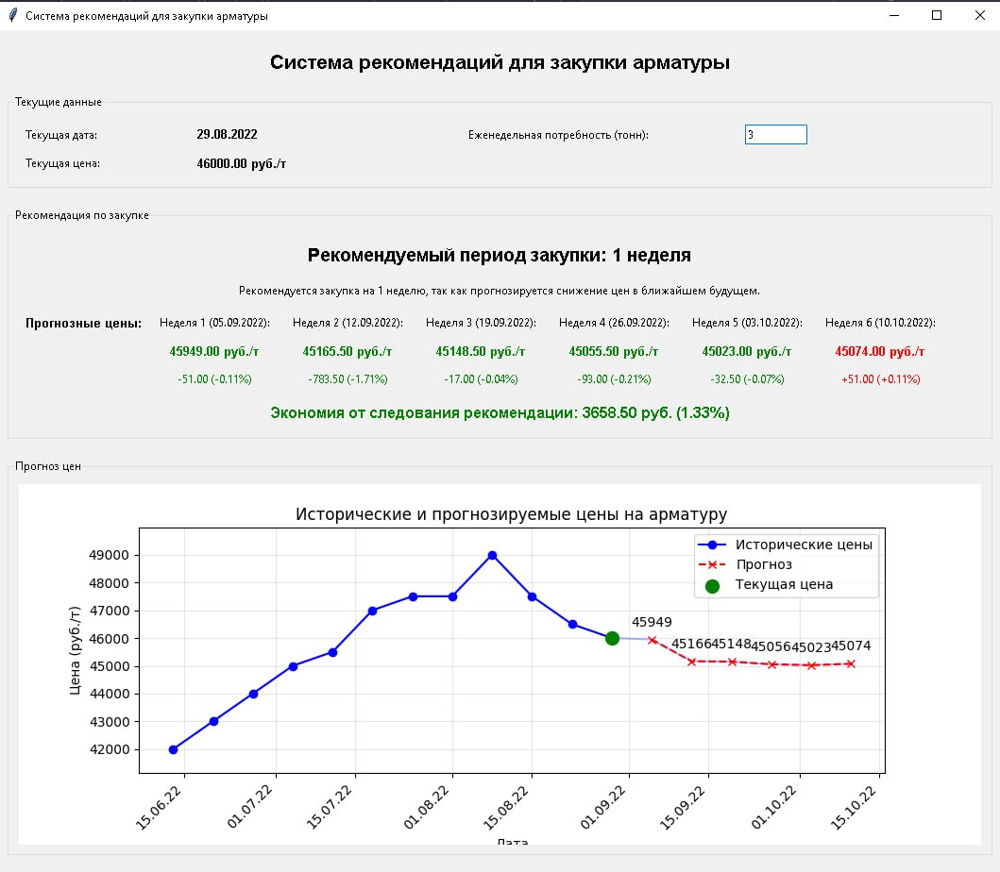 Система рекомендаций для закупки арматуры
Система рекомендаций для закупки арматуры
Текущие данные
Текущая дата: 29.08.2022 Еженедельная потребность (тонн): 3
Текущая цена: 46000.00 руб./т
Рекомендация по закупке
Рекомендуемый период закупки: 1 неделя
Рекомендуется закупка на 1 неделю, так как прогнозируется снижение цен в ближайшем будущем.
Прогнозные цены: Неделя 1 (05.09.2022): Неделя 2 (12.09.2022): Неделя 3 (19.09.2022): Неделя 4 (26.09.2022): Неделя 5 (03.10.2022): Неделя 6 (10.10.2022):
45949.00 руб./т 45165.50 руб./т 45148.50 руб./т 45055.50 руб./т 45023.00 руб./т 45074.00 руб./т
-51.00 (-0.11%) -783.50 (-1.71%) -17.00 (-0.04%) -93.00 (-0.21%) -32.50 (-0.07%) +51.00 (+0.11%)
Экономия от следования рекомендации: 3658.50 руб. (1.33%)
Прогноз цен
Исторические и прогнозируемые цены на арматуру
Исторические цены
Прогноз
Текущая цена
Цена (руб./т)
49000
48000
47000
46000
45000
44000
43000
42000
45949
45166 45148 45056 45023 45074
15.06.22 01.07.22 15.07.22 01.08.22 15.08.22 01.09.22 15.09.22 01.10.22 15.10.22
Дата